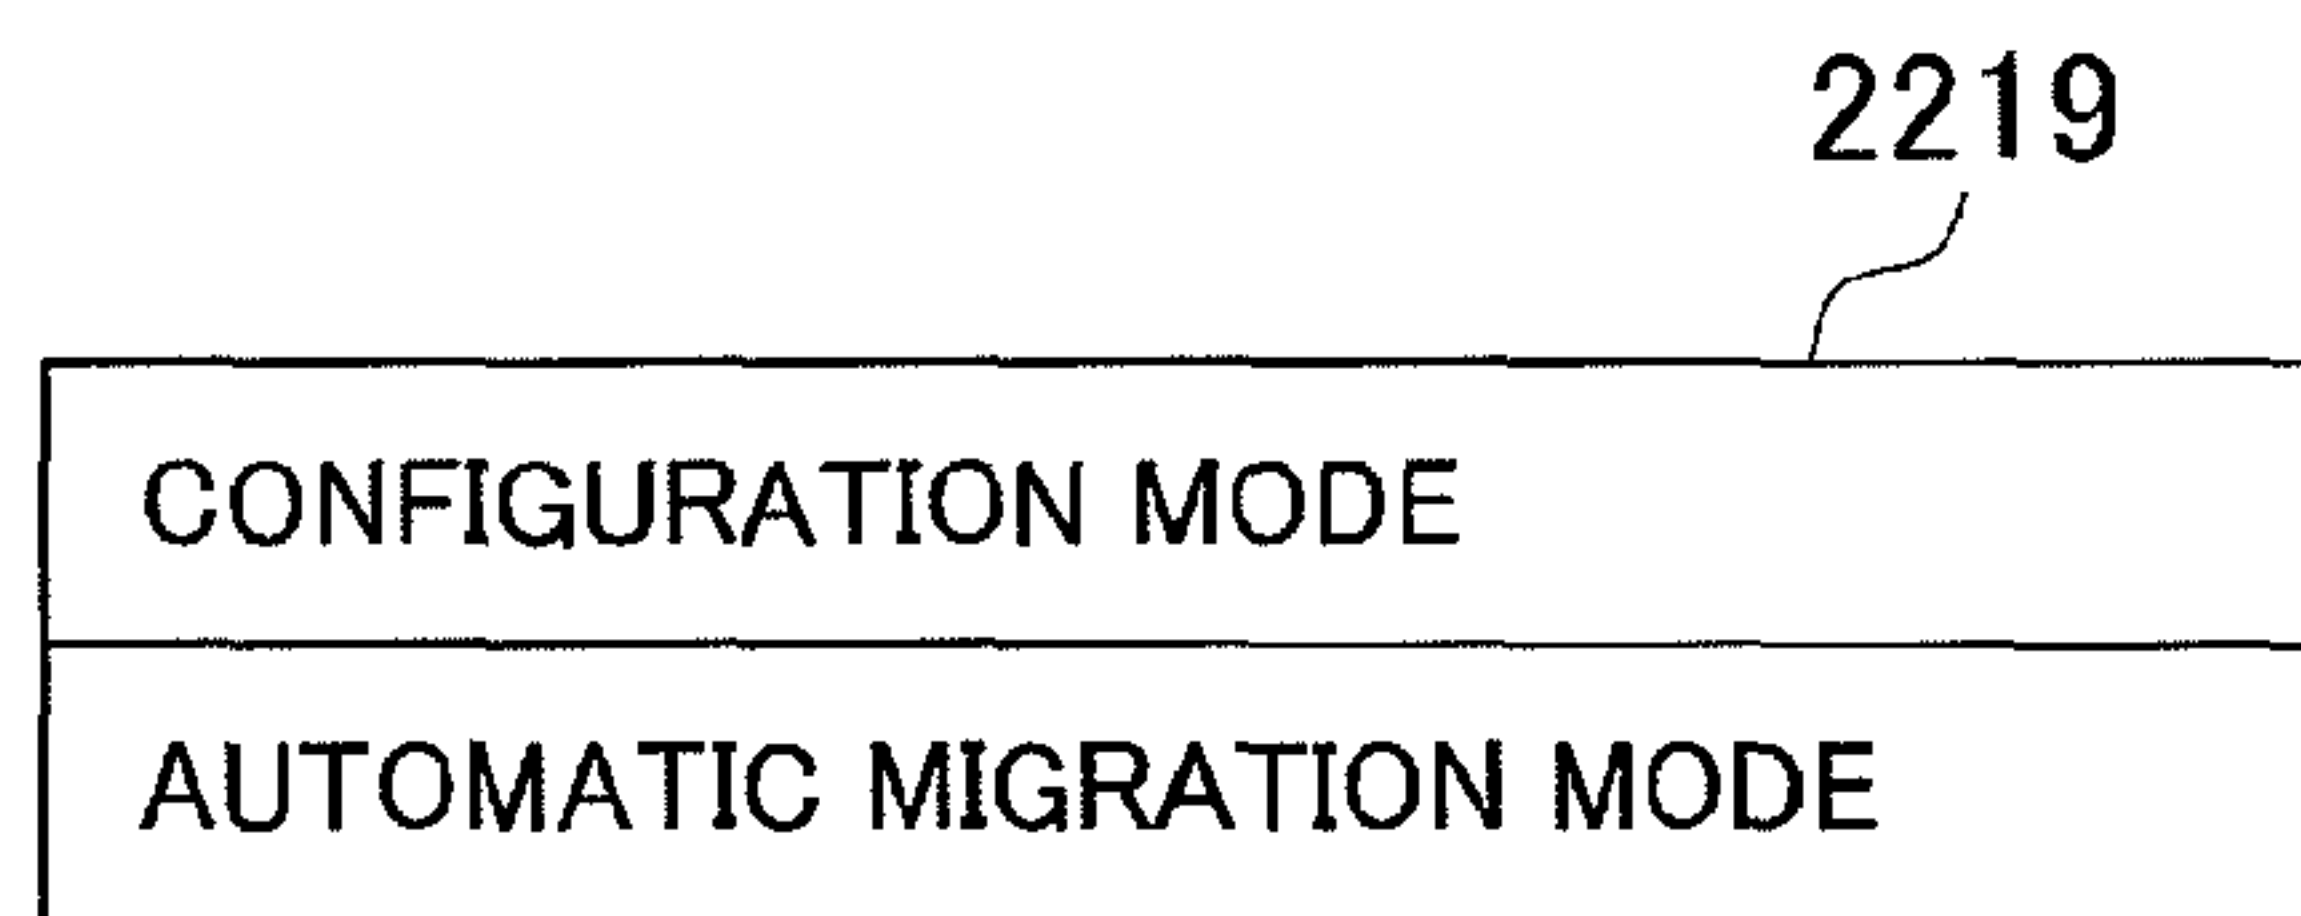 2219
CONFIGURATION MODE
AUTOMATIC MIGRATION MODE